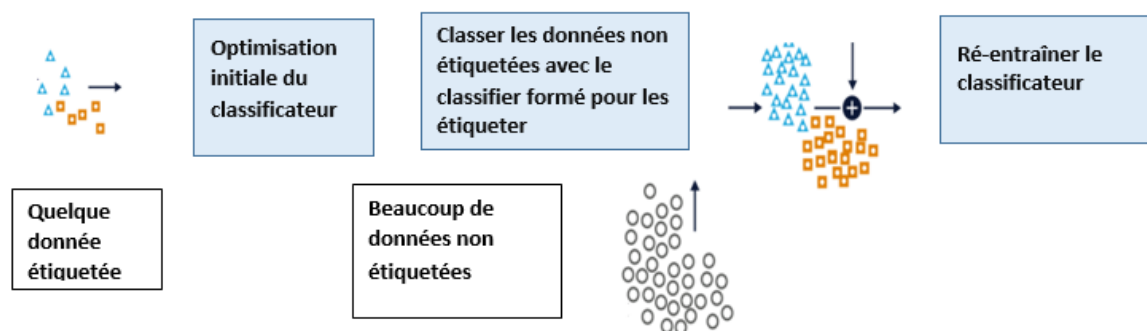 Optimisation
initiale du
classificateur
Classer les données non
étiquetées avec le
classifier formé pour les
étiqueter
Ré-entraîner le
classificateur
Quelque
donnée
étiquetée
Beaucoup de
données non
étiquetées